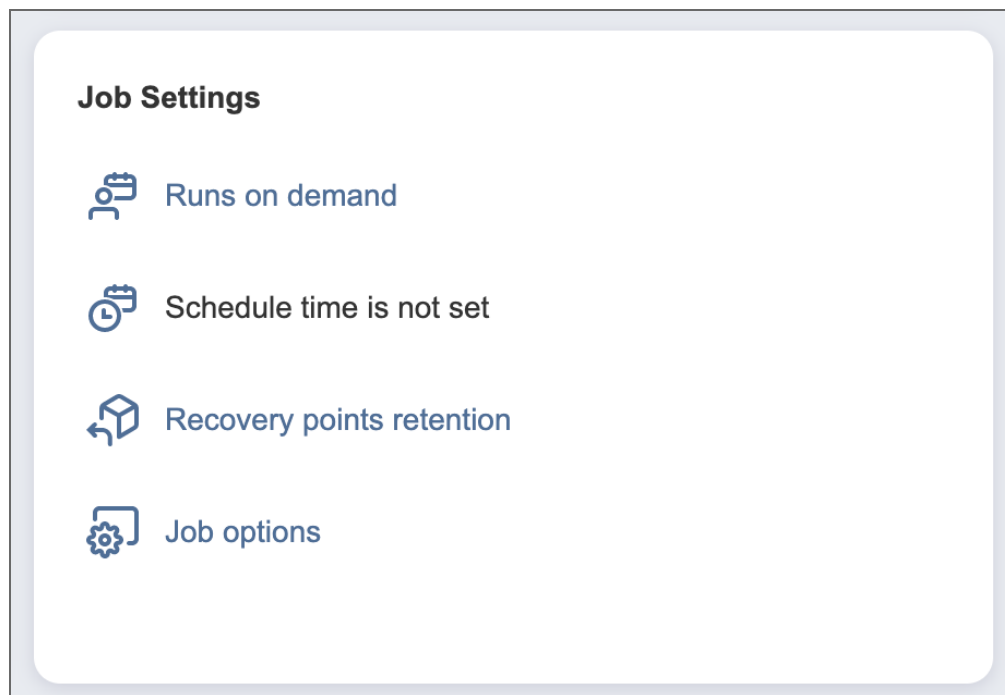 Job Settings
Runs on demand
Schedule time is not set
Recovery points retention
Job options